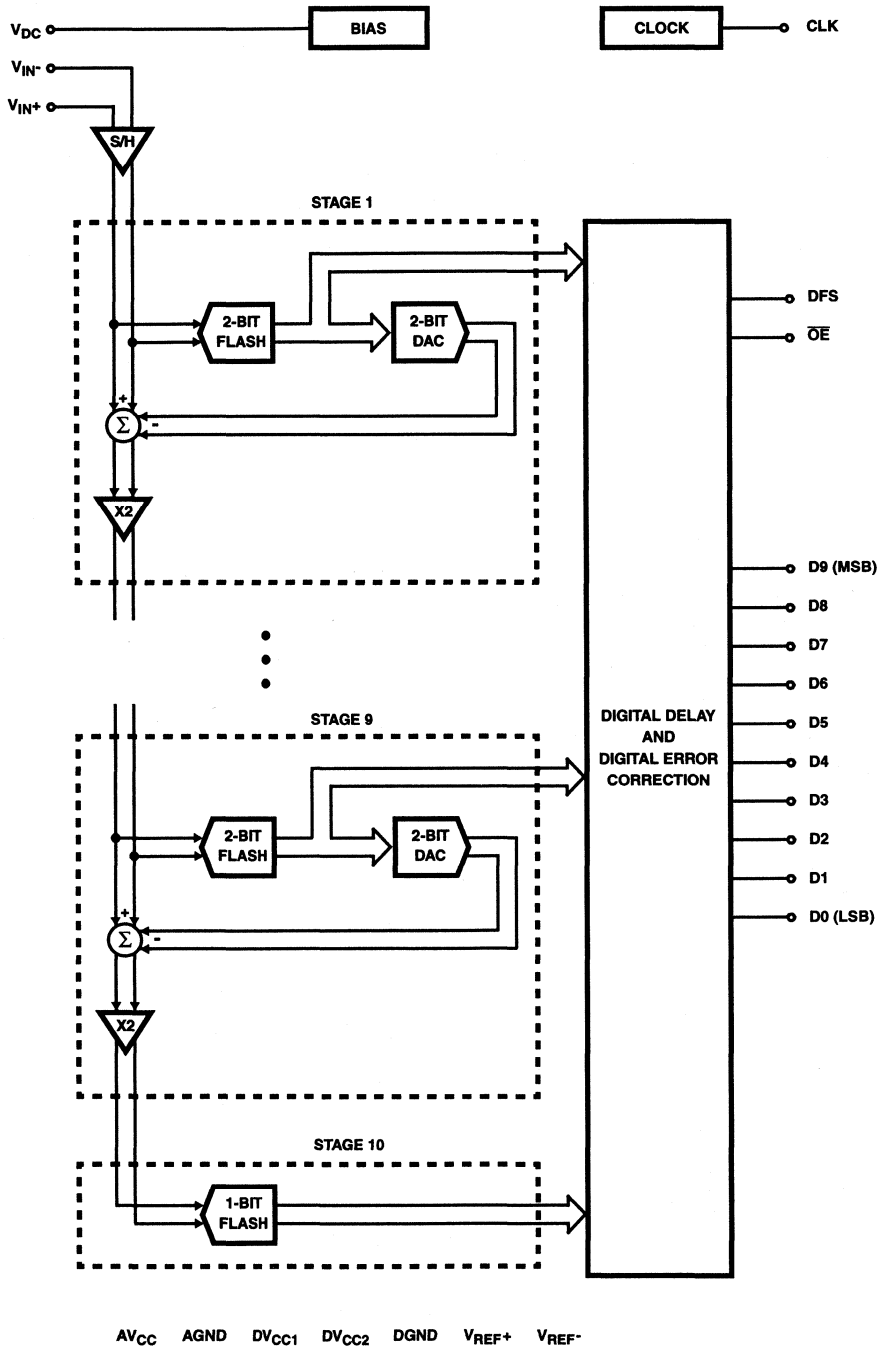 VDC
BIAS
CLOCK
CLK
VIN-
VIN+
S/H
STAGE 1
2-BIT
FLASH
2-BIT
DAC
+
Σ
-
X2
DFS
OE
D9 (MSB)
D8
D7
D6
D5
D4
D3
D2
D1
D0 (LSB)
DIGITAL DELAY
AND
DIGITAL ERROR
CORRECTION
STAGE 9
2-BIT
FLASH
2-BIT
DAC
+
Σ
-
X2
STAGE 10
1-BIT
FLASH
AVCC AGND DVCC1 DVCC2 DGND VREF+ VREF-